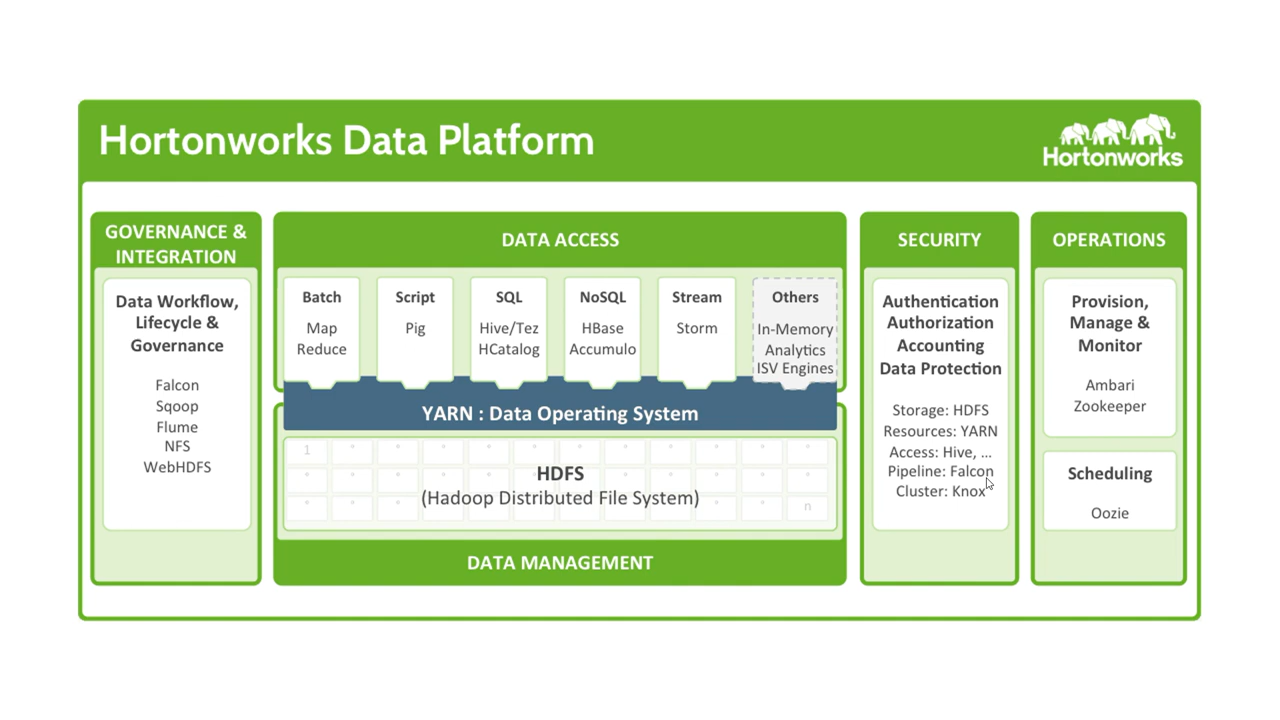 Hortonworks Data Platform
Hortonworks
GOVERNANCE &
INTEGRATION
Data Workflow,
Lifecycle &
Governance
Falcon
Sqoop
Flume
NFS
WebHDFS
DATA ACCESS
Batch
Map
Reduce
Script
Pig
SQL
Hive/Tez
HCatalog
NoSQL
HBase
Accumulo
Stream
Storm
Others
In-Memory
Analytics
ISV Engines
YARN : Data Operating System
1
HDFS
(Hadoop Distributed File System)
n
DATA MANAGEMENT
SECURITY
Authentication
Authorization
Accounting
Data Protection
Storage: HDFS
Resources: YARN
Access: Hive, ...
Pipeline: Falcon
Cluster: Knox
OPERATIONS
Provision,
Manage &
Monitor
Ambari
Zookeeper
Scheduling
Oozie